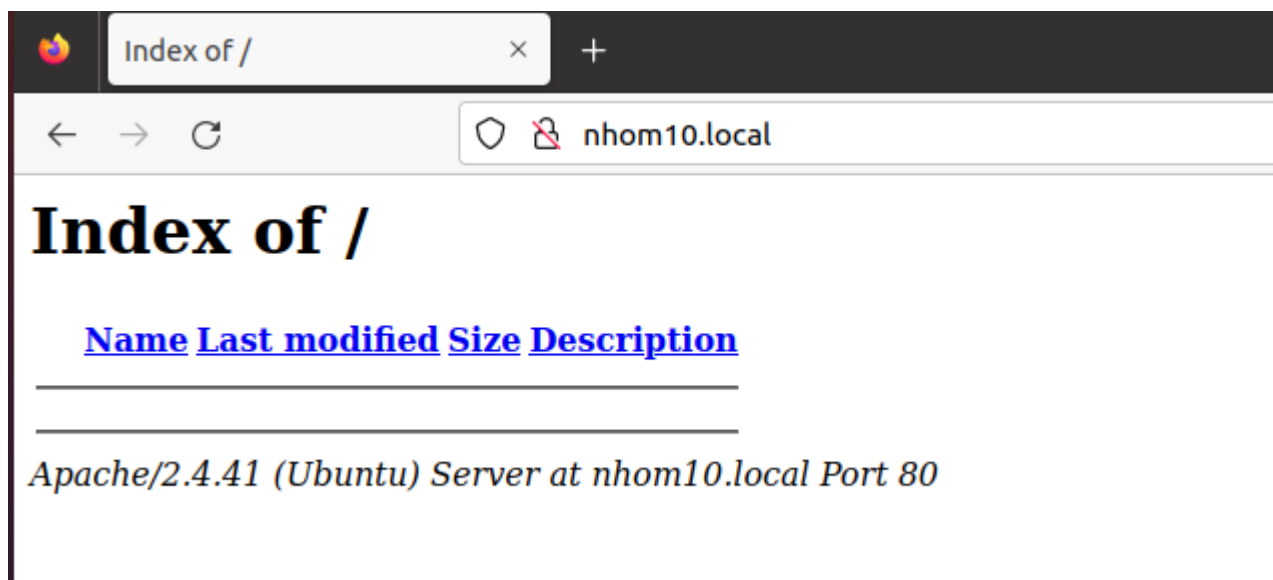 Index of /
nhom10.local
Index of /
Name Last modified Size Description
Apache/2.4.41 (Ubuntu) Server at nhom10.local Port 80